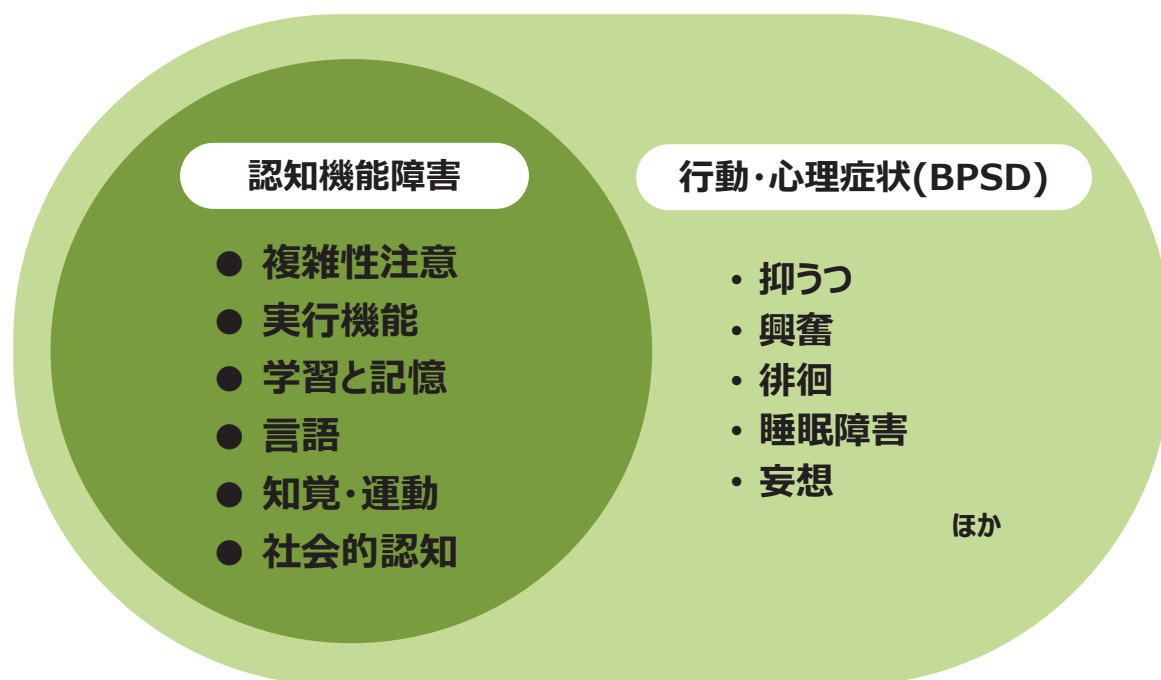 認知機能障害
● 複雑性注意
● 実行機能
● 学習と記憶
● 言語
● 知覚・運動
● 社会的認知
行動・心理症状(BPSD)
・ 抑うつ
・ 興奮
・ 徘徊
・ 睡眠障害
・ 妄想
ほか